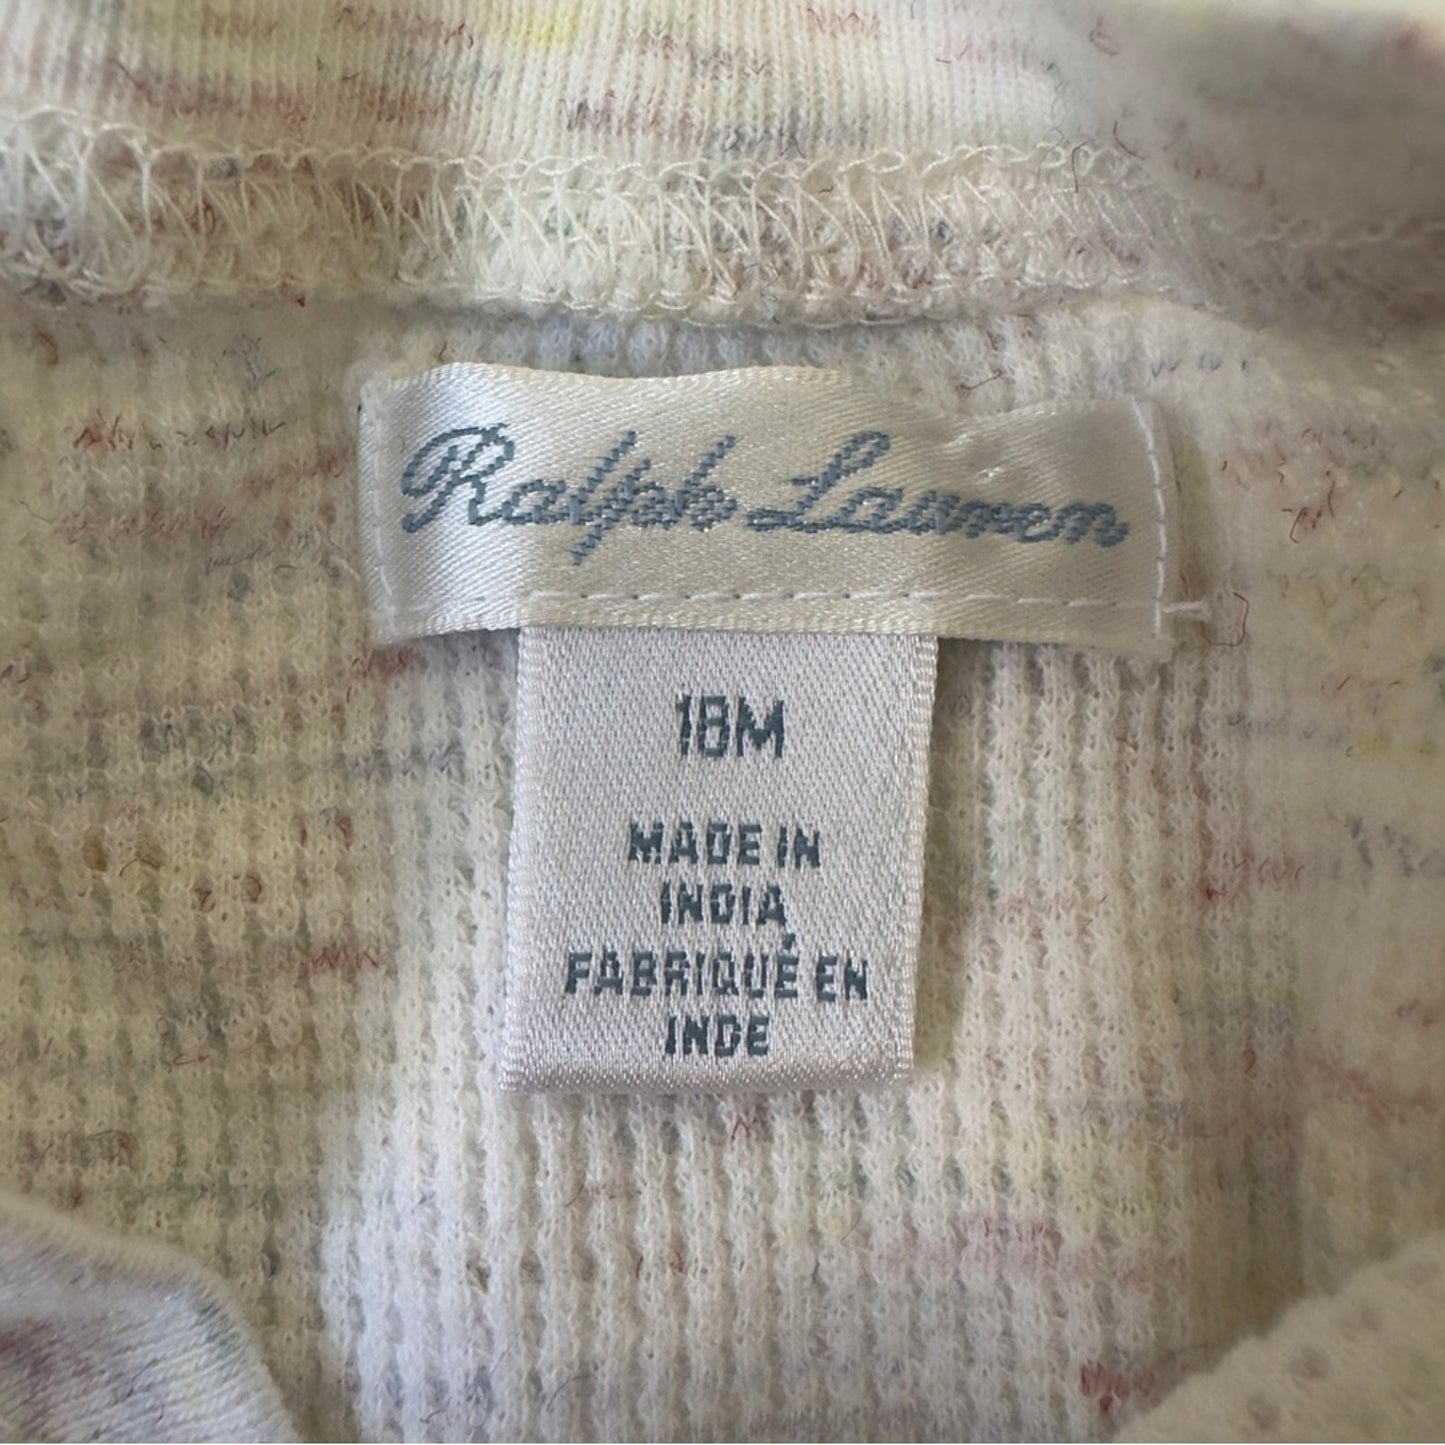 Ralph Lauren
18M
MADE IN
INDIA
FABRIQUÉ EN
INDE